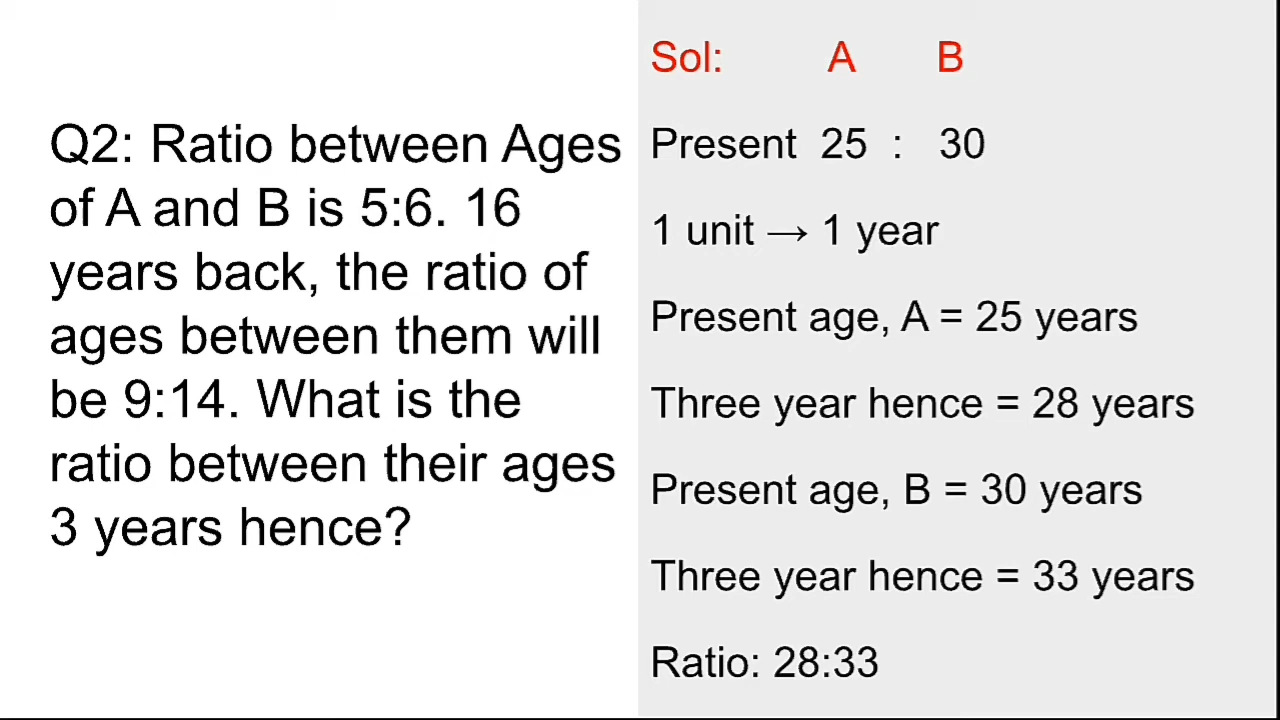 Q2: Ratio between Ages
of A and B is 5:6. 16
years back, the ratio of
ages between them will
be 9:14. What is the
ratio between their ages
3 years hence?
Sol: A B
Present 25 : 30
1 unit → 1 year
Present age, A = 25 years
Three year hence = 28 years
Present age, B = 30 years
Three year hence = 33 years
Ratio: 28:33